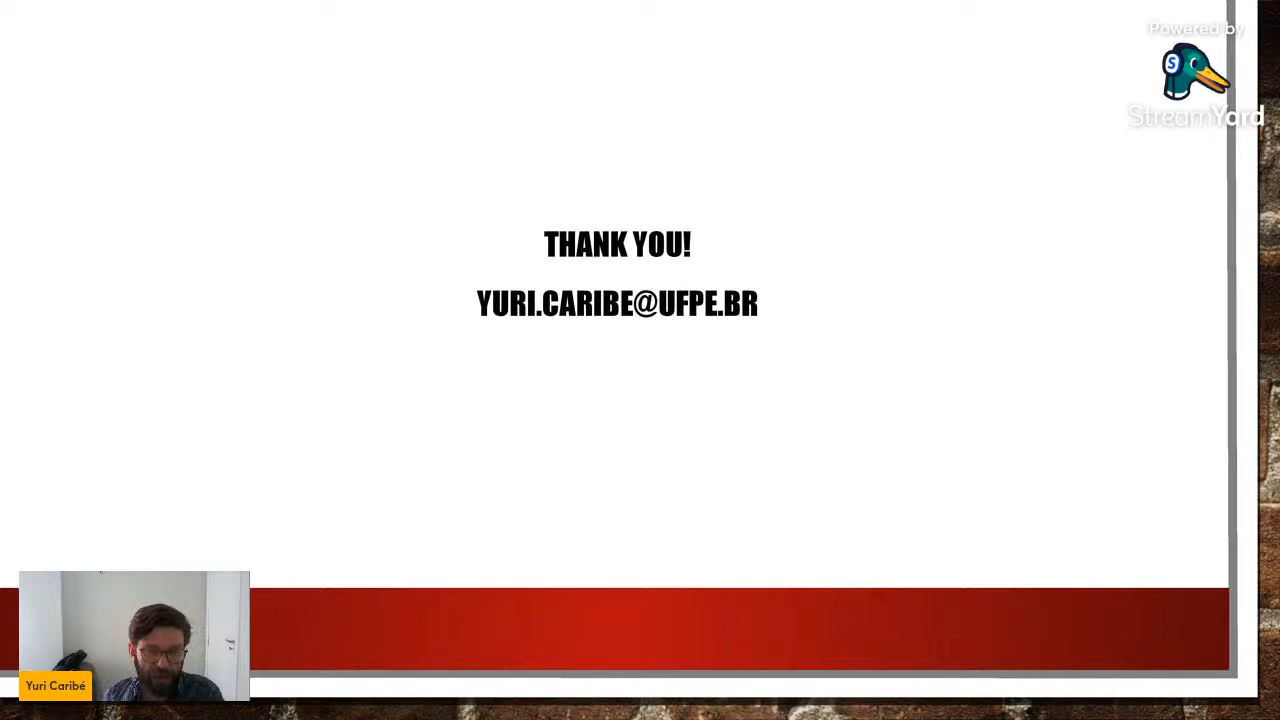 Powered by
S
StreamYard
THANK YOU!
YURI.CARIBE@UFPE.BR
Yuri Caribé